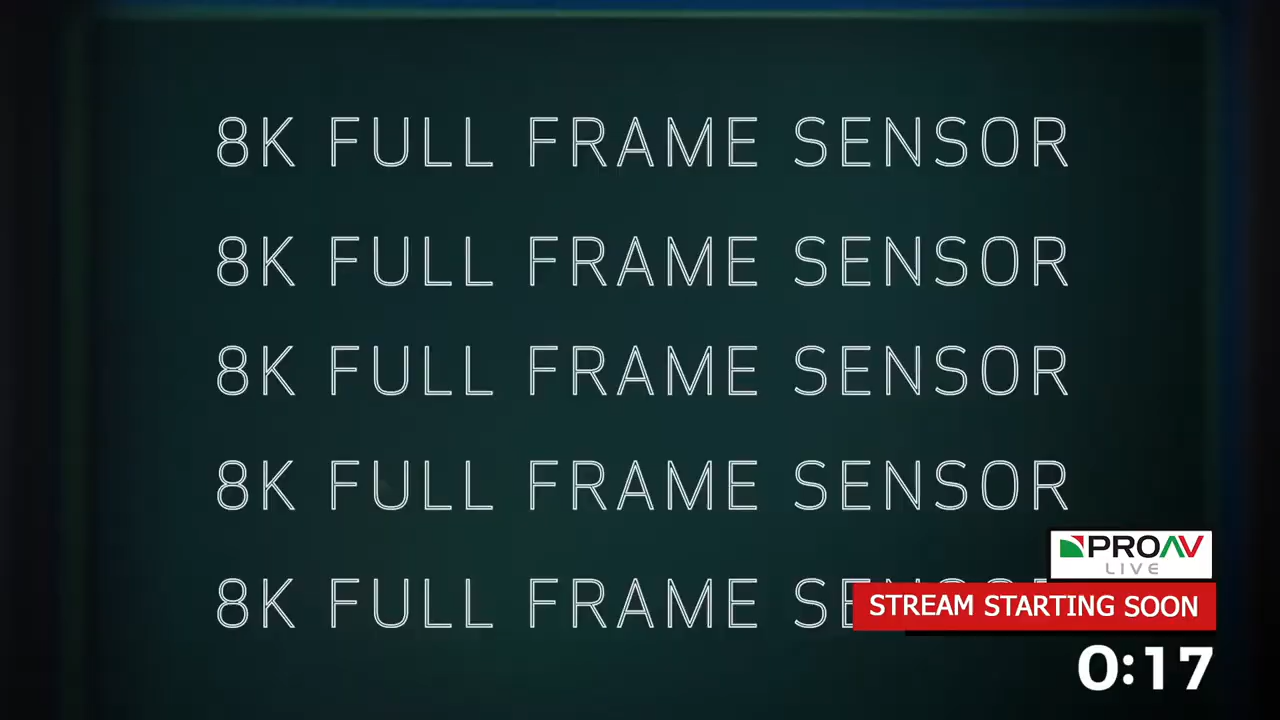 8K FULL FRAME SENSOR
8K FULL FRAME SENSOR
8K FULL FRAME SENSOR
8K FULL FRAME SENSOR
8K FULL FRAME
PROAV
LIVE
STREAM STARTING SOON
0:17